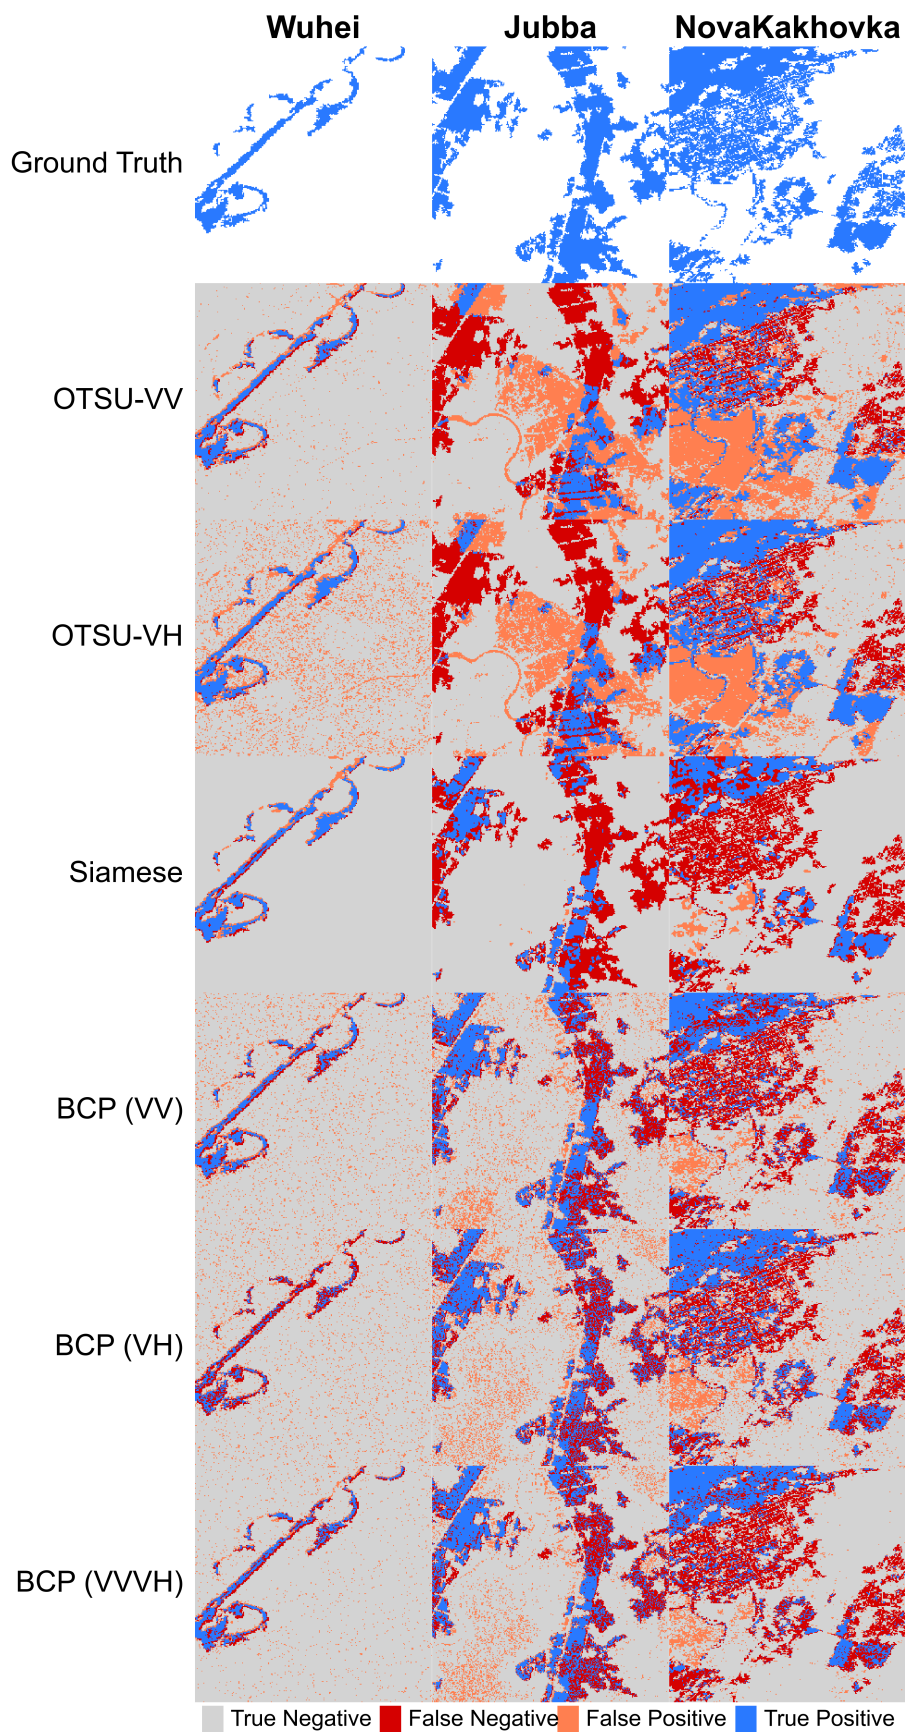 Wuhei Jubba NovaKakhovka
Ground Truth
OTSU-VV
OTSU-VH
Siamese
BCP (VV)
BCP (VH)
BCP (VVVH)
True Negative False Negative False Positive True Positive